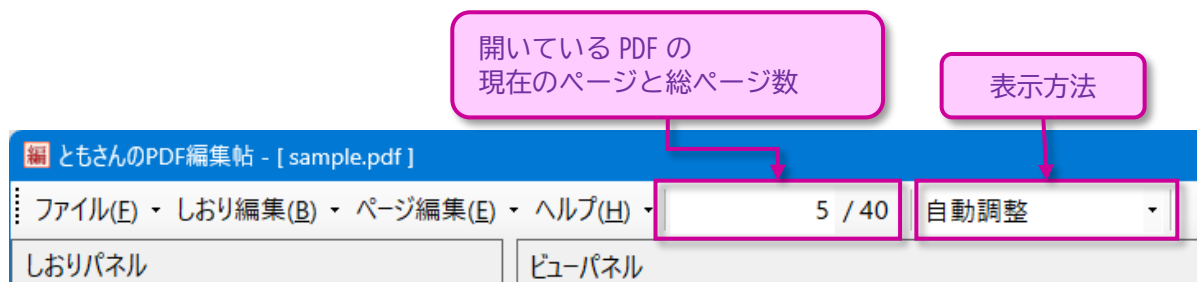 開いている PDF の
現在のページと総ページ数
表示方法
編 ともさんのPDF編集帖 - [ sample.pdf ]
ファイル(F) しおり編集(B) ページ編集(E) ヘルプ(H) 5 / 40 自動調整
しおりパネル ビューパネル